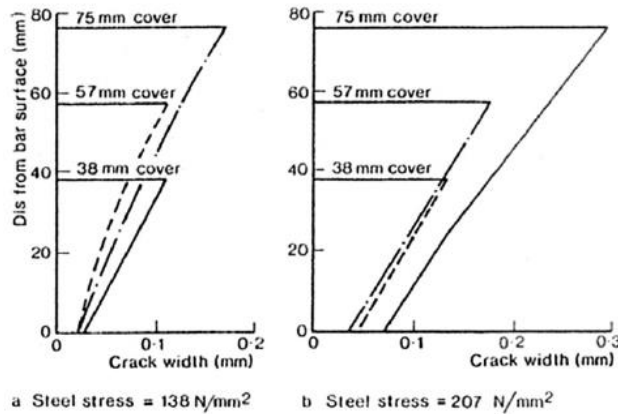 80
75 mm cover
60
57 mm cover
40
38 mm cover
20
0
Dis from bar surface (mm)
0
0·1
0·2
Crack width (mm)
a Steel stress = 138 N/mm²
80
75 mm cover
60
57 mm cover
40
38 mm cover
20
0
0
0·1
0·2
0·3
Crack width (mm)
b Steel stress = 207 N/mm²